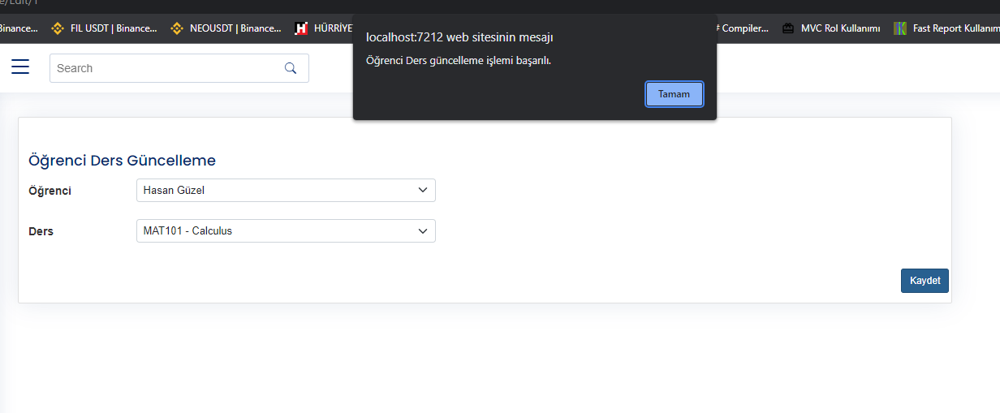 e/Edit/1
Binance... FIL USDT | Binance... NEOUSDT | Binance... HÜRRİYE # Compiler... MVC Rol Kullanımı Fast Report Kullanım
localhost:7212 web sitesinin mesajı
Öğrenci Ders güncelleme işlemi başarılı.
Tamam
Search
Öğrenci Ders Güncelleme
Öğrenci Hasan Güzel
Ders MAT101 - Calculus
Kaydet